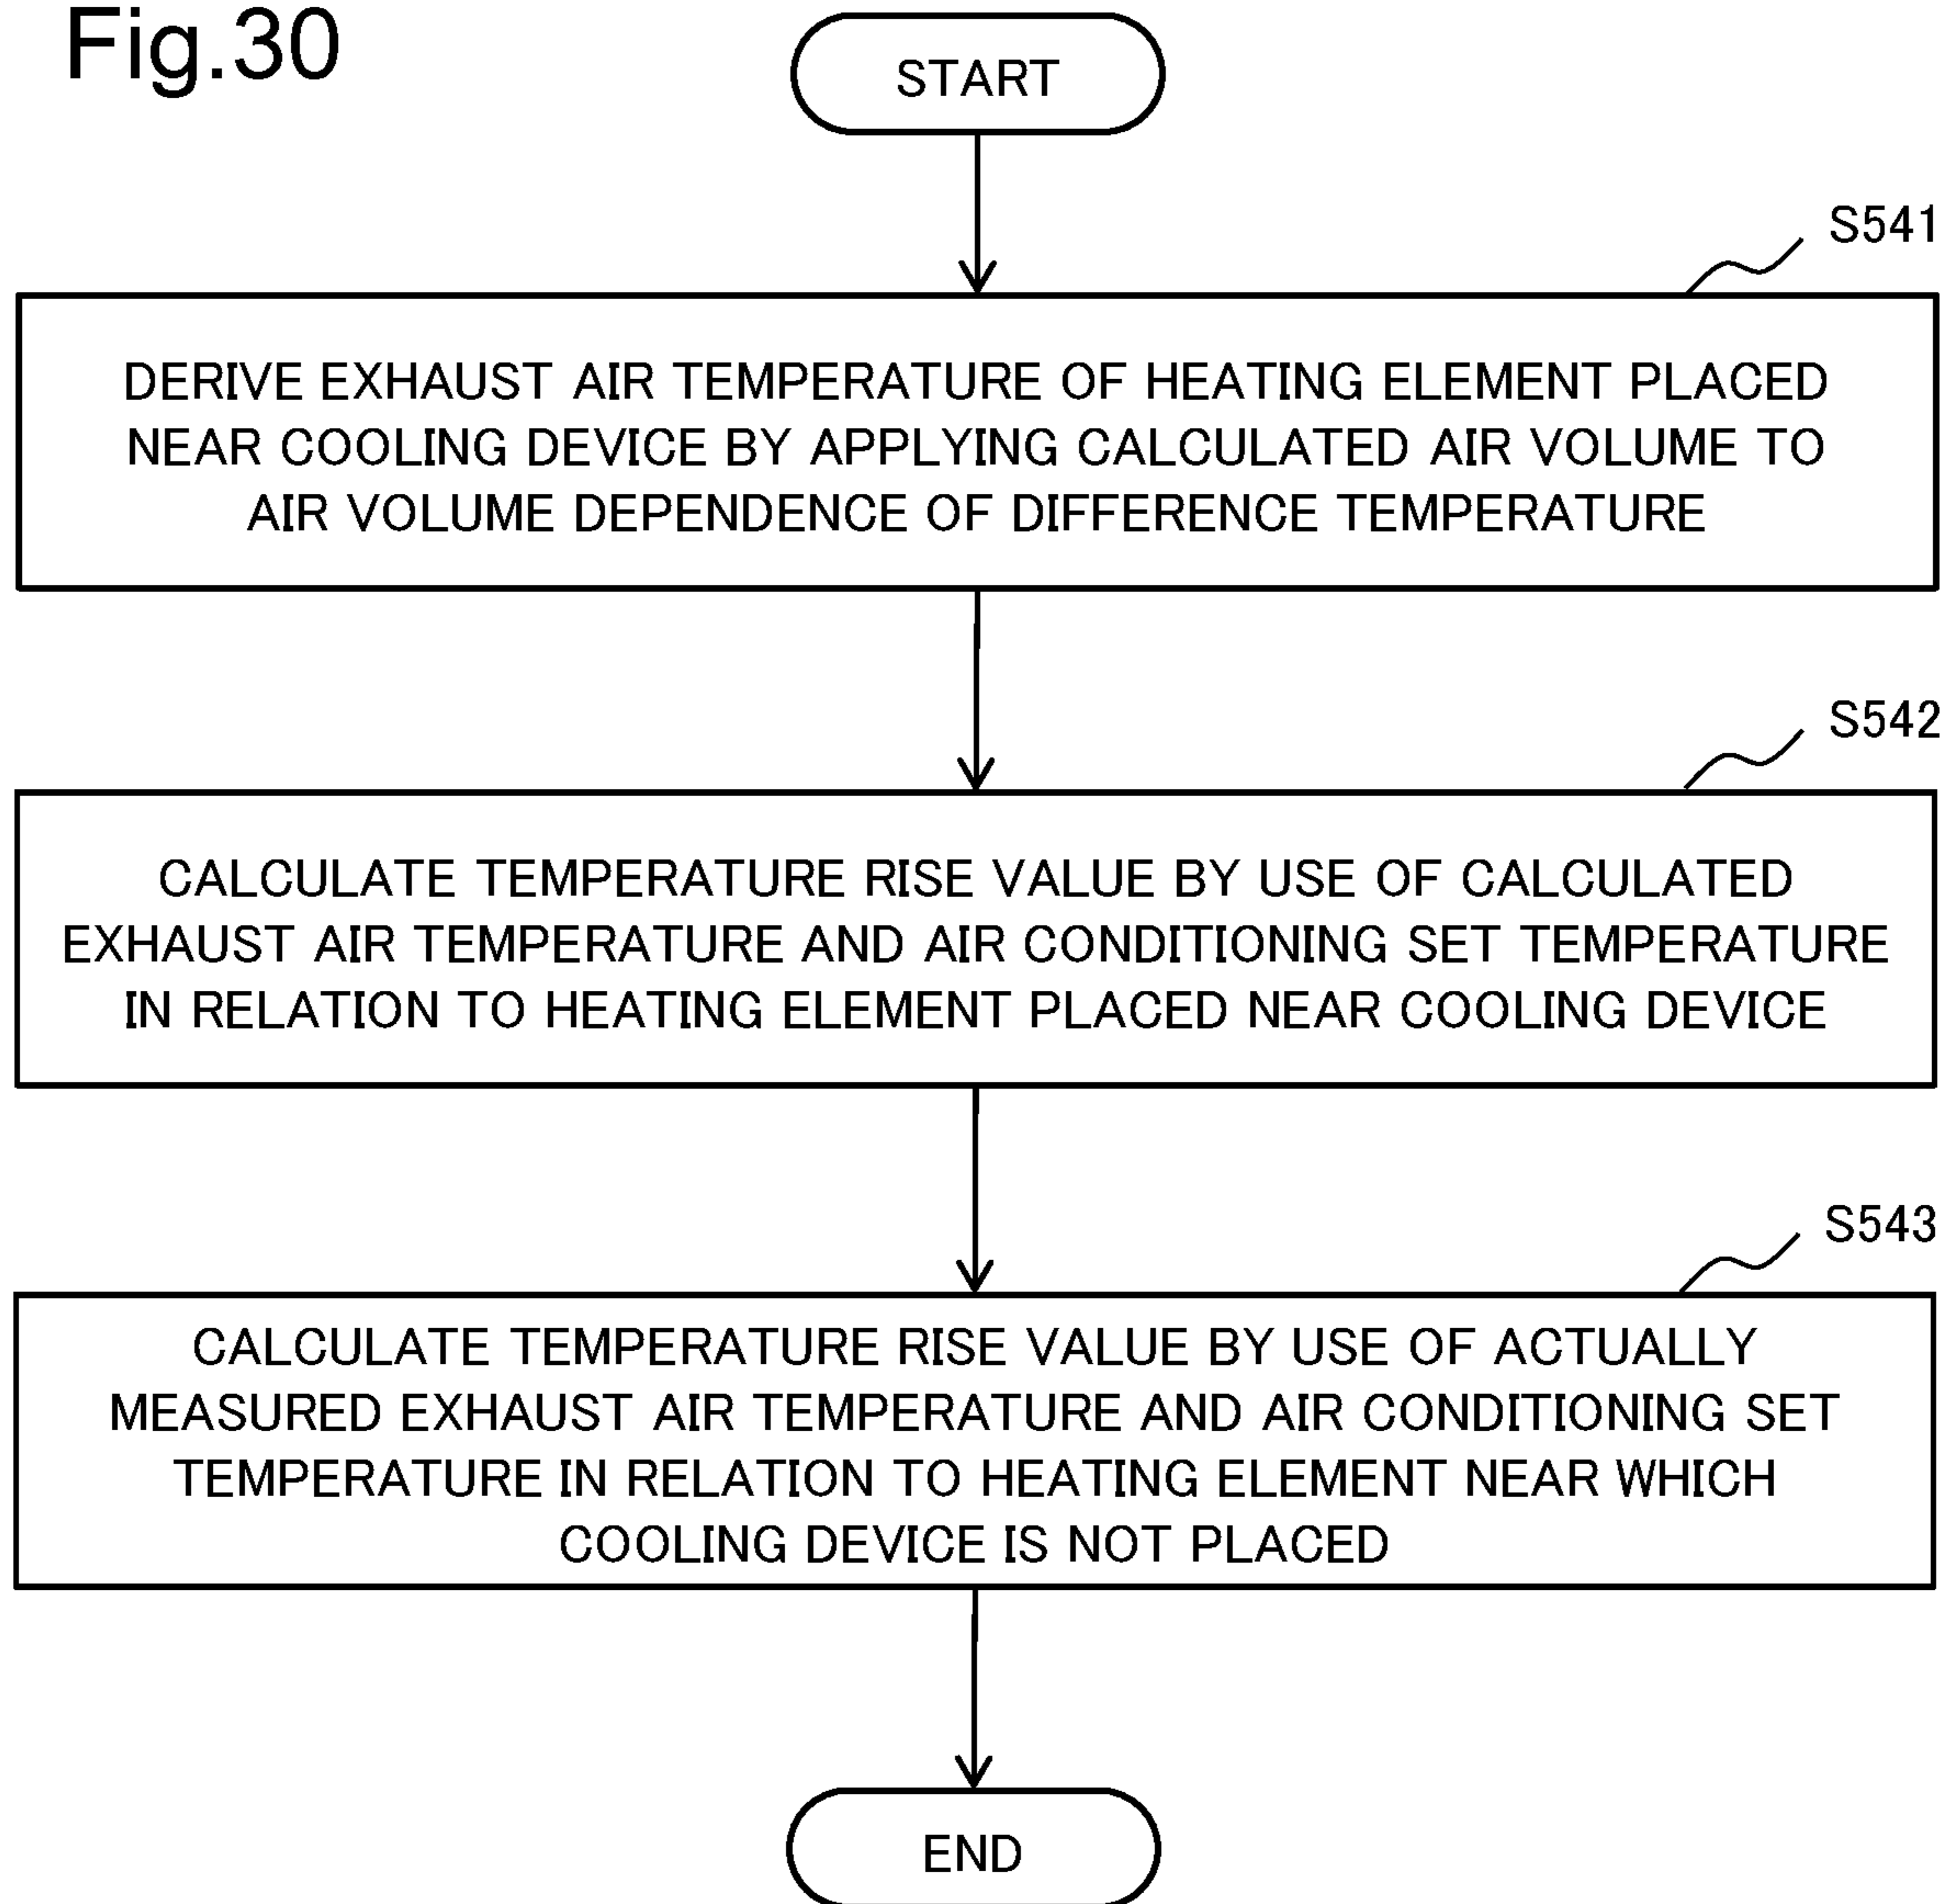 Fig.30
START
S541
DERIVE EXHAUST AIR TEMPERATURE OF HEATING ELEMENT PLACED
NEAR COOLING DEVICE BY APPLYING CALCULATED AIR VOLUME TO
AIR VOLUME DEPENDENCE OF DIFFERENCE TEMPERATURE
S542
CALCULATE TEMPERATURE RISE VALUE BY USE OF CALCULATED
EXHAUST AIR TEMPERATURE AND AIR CONDITIONING SET TEMPERATURE
IN RELATION TO HEATING ELEMENT PLACED NEAR COOLING DEVICE
S543
CALCULATE TEMPERATURE RISE VALUE BY USE OF ACTUALLY
MEASURED EXHAUST AIR TEMPERATURE AND AIR CONDITIONING SET
TEMPERATURE IN RELATION TO HEATING ELEMENT NEAR WHICH
COOLING DEVICE IS NOT PLACED
END